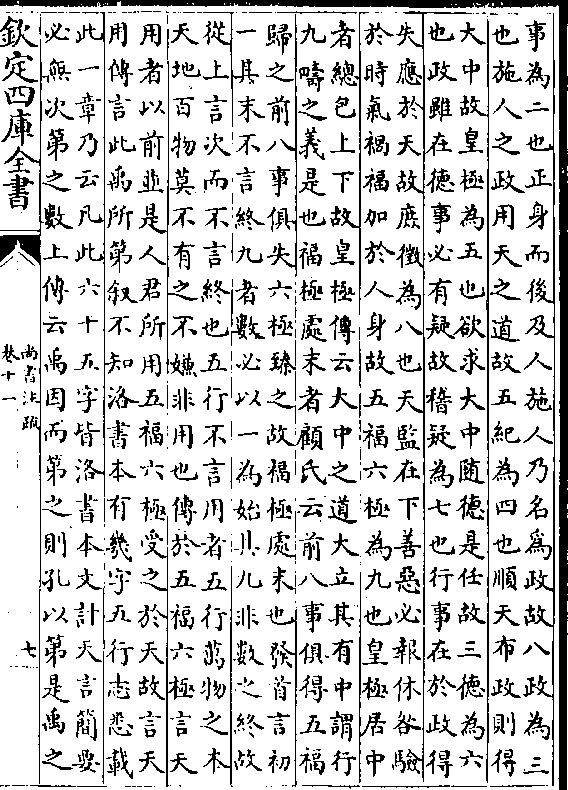 事為二也正身而後及人施人乃名爲政故八政為三
也施人之政用天之道故五紀為四也順天布政則得
大中故皇極為五也欲求大中随德是任故三德為六
也政雖在德事必有疑故稽疑為七也行事在於政得
失應於天故庶徵為八也天監在下善惡必報休咎驗
於時氣禍福加於人身故五福六極為九也皇極居中
者總包上下故皇極傳云大中之道大立其有中謂行
九疇之義是也福極處末者顧氏云前八事俱得五福
歸之前八事俱失六極臻之故禍極處末也發首言初
一其末不言終九者數必以一為始其九非數之終故
從上言次而不言終也五行不言用者五行萬物之本
天地百物莫不有之不嫌非用也傳於五福六極言天
用者以前並是人君所用五福六極受之於天故言天
用傳言此禹所第叙不知洛書本有幾字五行志悉載
此一章乃云凡此六十五字皆洛書本文計天言簡要
必無次第之數上傳云禹因而第之則孔以第是禹之
欽定四庫全書
尚書注疏
卷十一
七